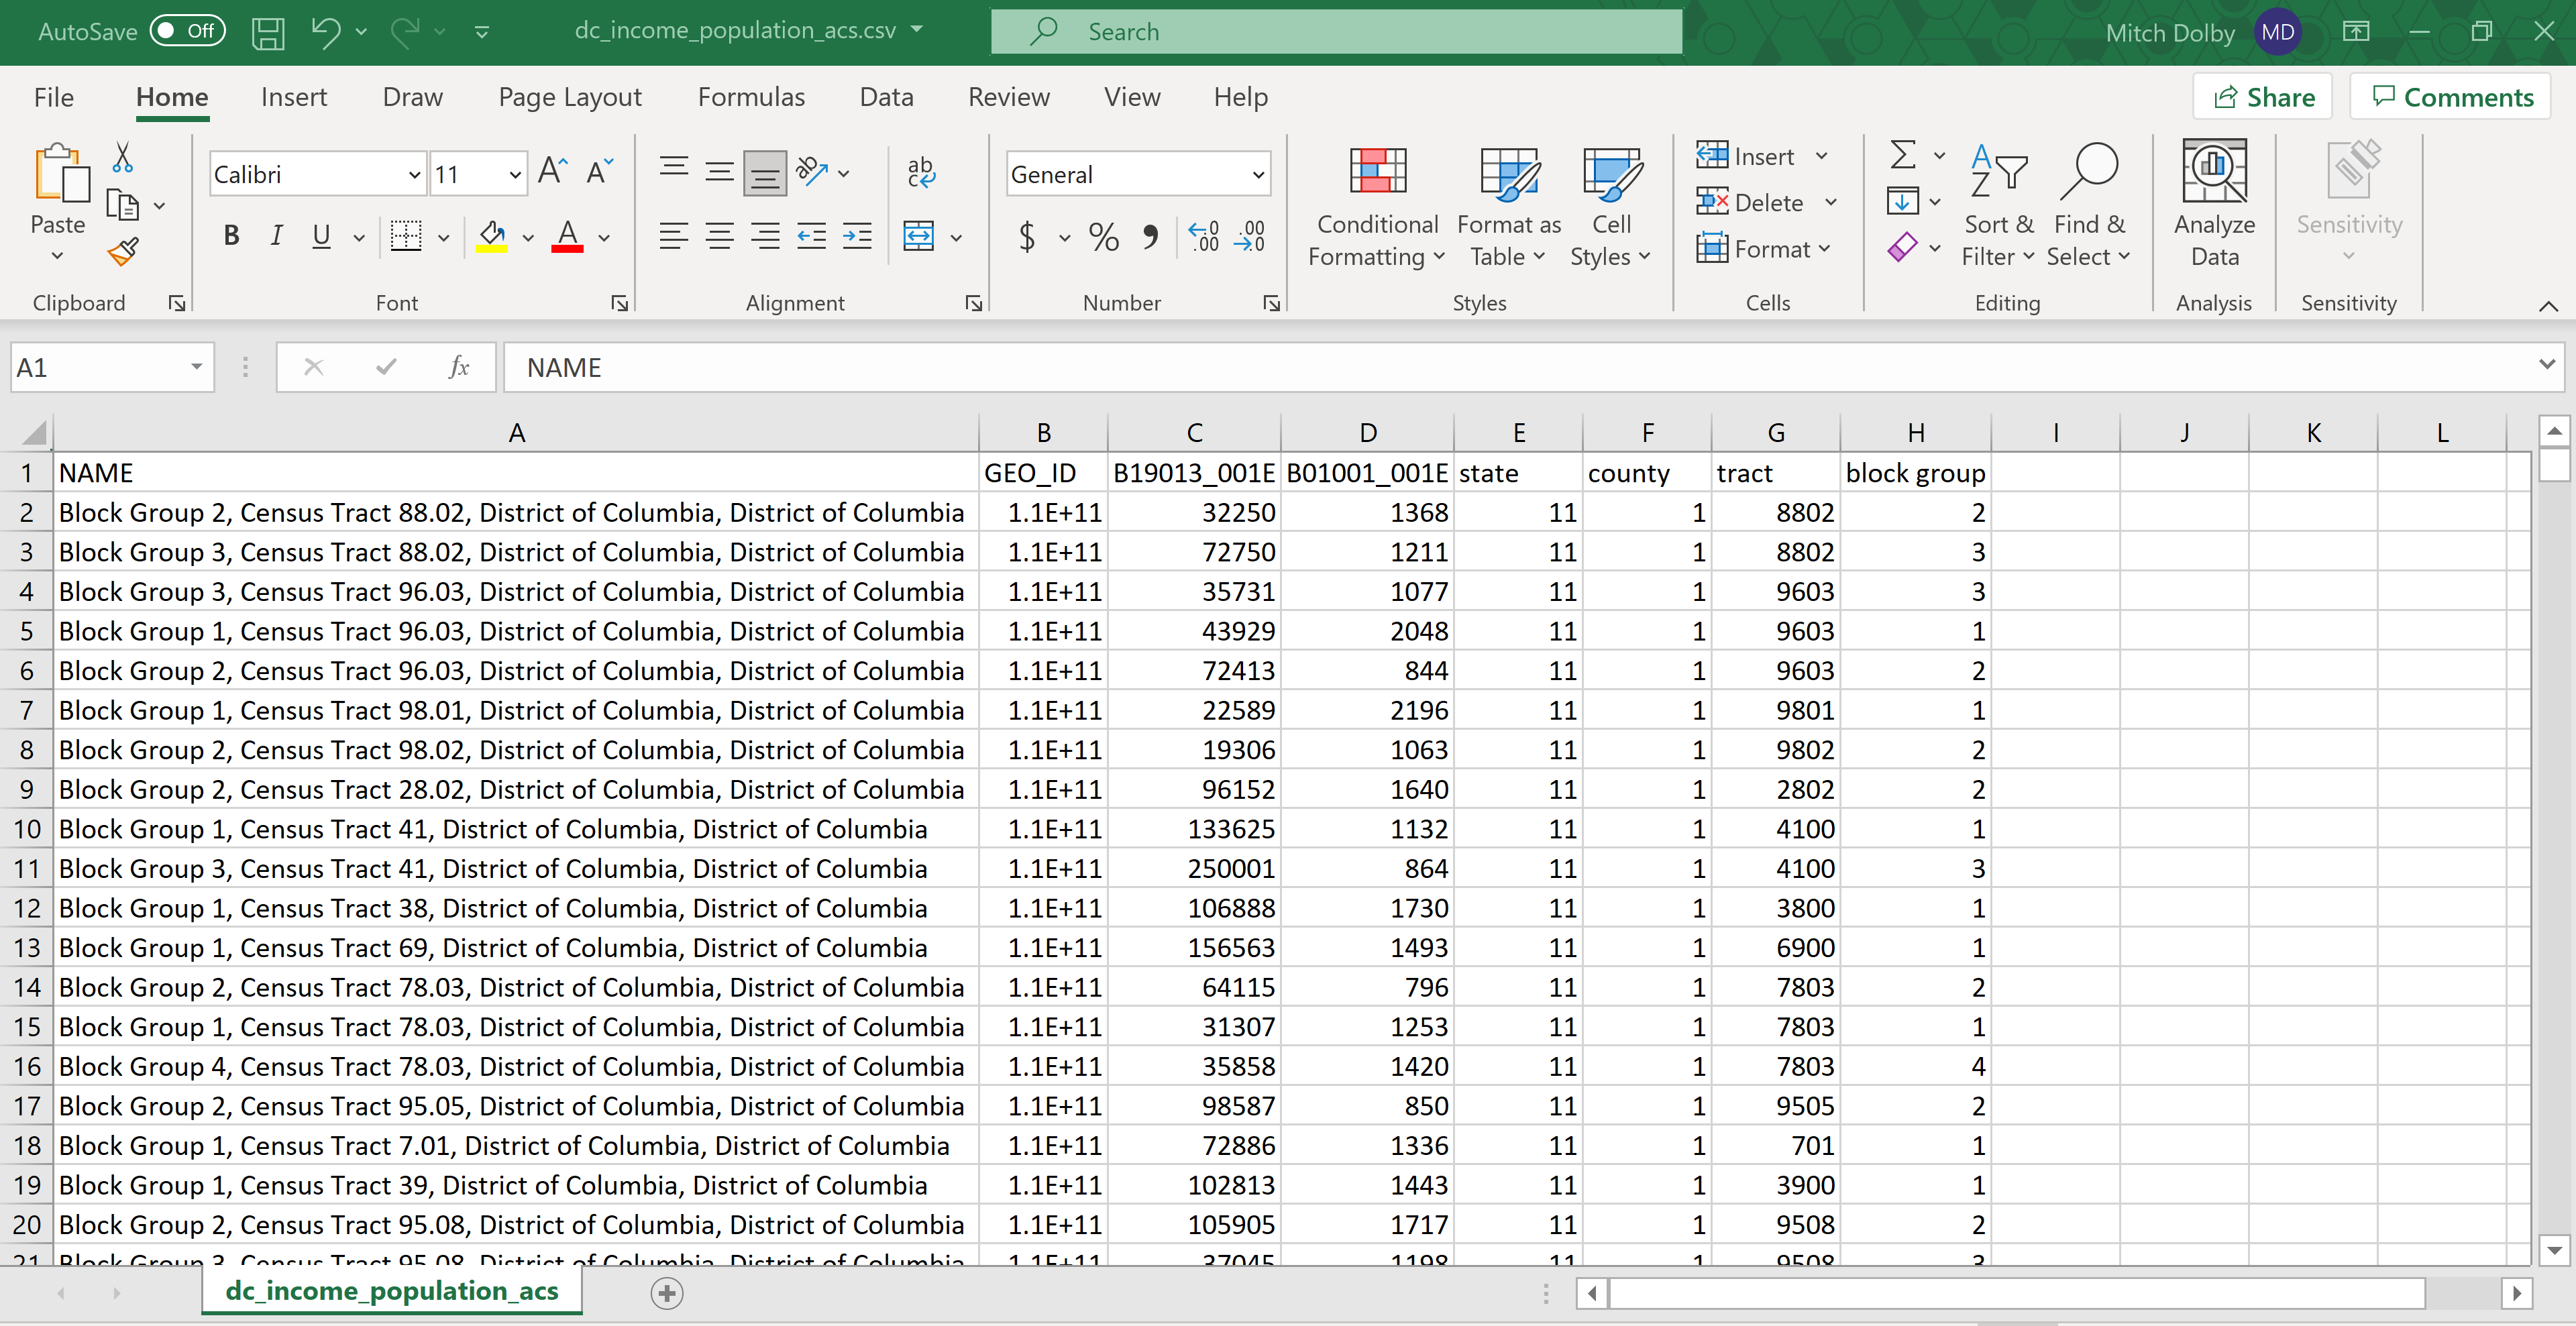 AutoSave Off dc_income_population_acs.csv Search Mitch Dolby MD
File Home Insert Draw Page Layout Formulas Data Review View Help Share Comments
Paste
Calibri 11 A A
B I U A
ab
ab
c
General
$ % , .0 .00 .00 .0
Conditional Formatting
Format as Table
Cell Styles
Insert
Delete
Format
A Z
Sort & Filter
Find & Select
Analyze Data
Sensitivity
Clipboard Font Alignment Number Styles Cells Editing Analysis Sensitivity
A1 fx NAME
A B C D E F G H I J K L
1 NAME GEO_ID B19013_001E B01001_001E state county tract block group
2 Block Group 2, Census Tract 88.02, District of Columbia, District of Columbia 1.1E+11 32250 1368 11 1 8802 2
3 Block Group 3, Census Tract 88.02, District of Columbia, District of Columbia 1.1E+11 72750 1211 11 1 8802 3
4 Block Group 3, Census Tract 96.03, District of Columbia, District of Columbia 1.1E+11 35731 1077 11 1 9603 3
5 Block Group 1, Census Tract 96.03, District of Columbia, District of Columbia 1.1E+11 43929 2048 11 1 9603 1
6 Block Group 2, Census Tract 96.03, District of Columbia, District of Columbia 1.1E+11 72413 844 11 1 9603 2
7 Block Group 1, Census Tract 98.01, District of Columbia, District of Columbia 1.1E+11 22589 2196 11 1 9801 1
8 Block Group 2, Census Tract 98.02, District of Columbia, District of Columbia 1.1E+11 19306 1063 11 1 9802 2
9 Block Group 2, Census Tract 28.02, District of Columbia, District of Columbia 1.1E+11 96152 1640 11 1 2802 2
10 Block Group 1, Census Tract 41, District of Columbia, District of Columbia 1.1E+11 133625 1132 11 1 4100 1
11 Block Group 3, Census Tract 41, District of Columbia, District of Columbia 1.1E+11 250001 864 11 1 4100 3
12 Block Group 1, Census Tract 38, District of Columbia, District of Columbia 1.1E+11 106888 1730 11 1 3800 1
13 Block Group 1, Census Tract 69, District of Columbia, District of Columbia 1.1E+11 156563 1493 11 1 6900 1
14 Block Group 2, Census Tract 78.03, District of Columbia, District of Columbia 1.1E+11 64115 796 11 1 7803 2
15 Block Group 1, Census Tract 78.03, District of Columbia, District of Columbia 1.1E+11 31307 1253 11 1 7803 1
16 Block Group 4, Census Tract 78.03, District of Columbia, District of Columbia 1.1E+11 35858 1420 11 1 7803 4
17 Block Group 2, Census Tract 95.05, District of Columbia, District of Columbia 1.1E+11 98587 850 11 1 9505 2
18 Block Group 1, Census Tract 7.01, District of Columbia, District of Columbia 1.1E+11 72886 1336 11 1 701 1
19 Block Group 1, Census Tract 39, District of Columbia, District of Columbia 1.1E+11 102813 1443 11 1 3900 1
20 Block Group 2, Census Tract 95.08, District of Columbia, District of Columbia 1.1E+11 105905 1717 11 1 9508 2
21 Block Group 3, Census Tract 95.08, District of Columbia, District of Columbia 1.1E+11 37045 1198 11 1 9508 3
dc_income_population_acs